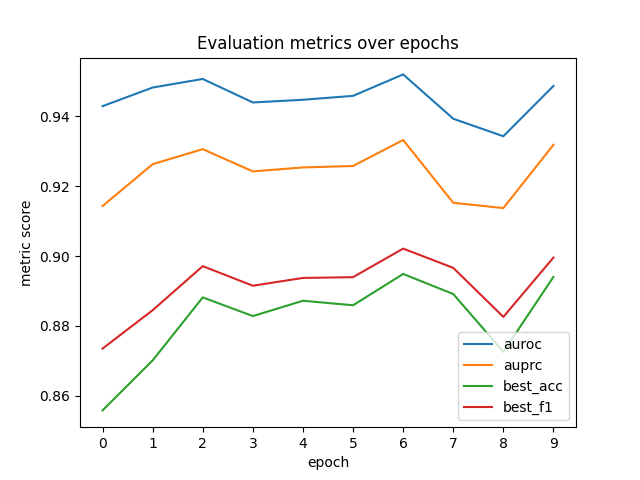 Evaluation metrics over epochs
metric score
0.94
0.92
0.90
0.88
0.86
auroc
auprc
best_acc
best_f1
0 1 2 3 4 5 6 7 8 9
epoch